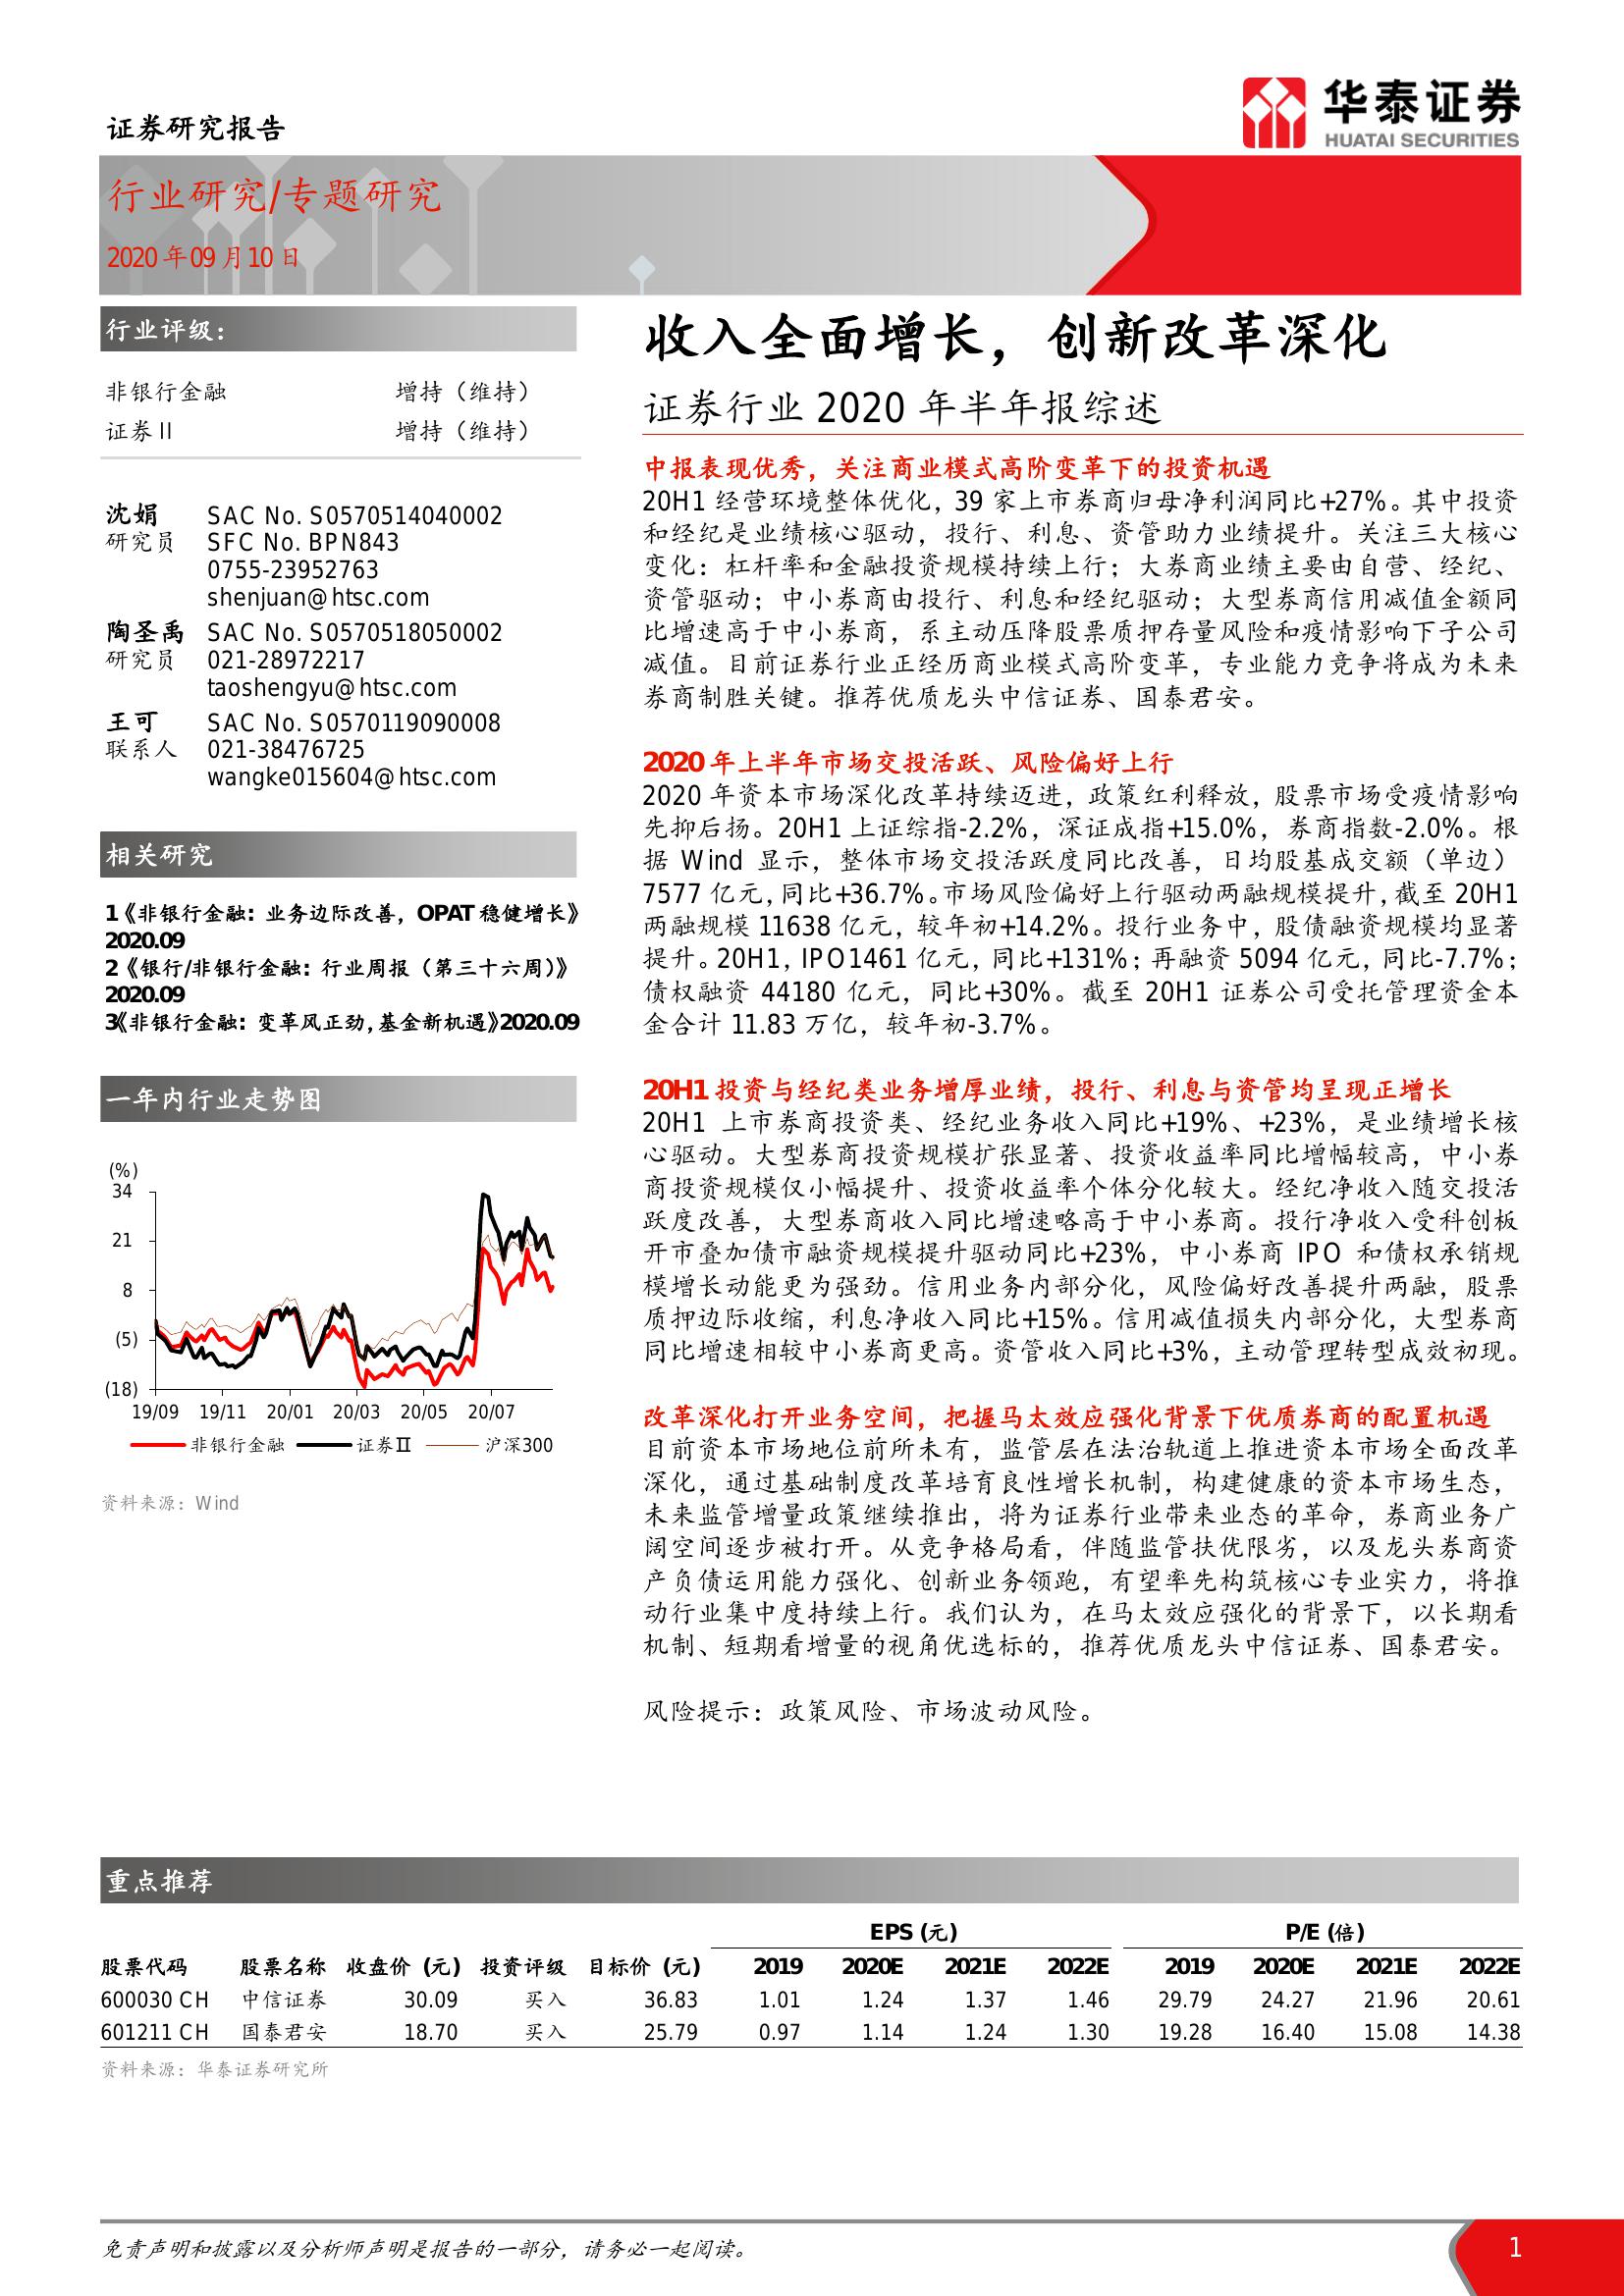 证券研究报告
华泰证券
HUATAI SECURITIES
行业研究/专题研究
2020年09月10日
行业评级：
非银行金融 增持（维持）
证券II 增持（维持）
沈娟 SAC No. S0570514040002
研究员 SFC No. BPN843
0755-23952763
shenjuan@htsc.com
陶圣禹 SAC No. S0570518050002
研究员 021-28972217
taoshengyu@htsc.com
王可 SAC No. S0570119090008
联系人 021-38476725
wangke015604@htsc.com
相关研究
1《非银行金融: 业务边际改善，OPAT 稳健增长》
2020.09
2《银行/非银行金融: 行业周报（第三十六周）》
2020.09
3《非银行金融: 变革风正劲,基金新机遇》2020.09
一年内行业走势图
(%)
34
21
8
(5)
(18)
19/09 19/11 20/01 20/03 20/05 20/07
非银行金融 证券Ⅱ 沪深300
资料来源：Wind
收入全面增长，创新改革深化
证券行业 2020 年半年报综述
中报表现优秀，关注商业模式高阶变革下的投资机遇
20H1 经营环境整体优化，39 家上市券商归母净利润同比+27%。其中投资
和经纪是业绩核心驱动，投行、利息、资管助力业绩提升。关注三大核心
变化：杠杆率和金融投资规模持续上行；大券商业绩主要由自营、经纪、
资管驱动；中小券商由投行、利息和经纪驱动；大型券商信用减值金额同
比增速高于中小券商，系主动压降股票质押存量风险和疫情影响下子公司
减值。目前证券行业正经历商业模式高阶变革，专业能力竞争将成为未来
券商制胜关键。推荐优质龙头中信证券、国泰君安。
2020 年上半年市场交投活跃、风险偏好上行
2020 年资本市场深化改革持续迈进，政策红利释放，股票市场受疫情影响
先抑后扬。20H1 上证综指-2.2%，深证成指+15.0%，券商指数-2.0%。根
据 Wind 显示，整体市场交投活跃度同比改善，日均股基成交额（单边）
7577 亿元，同比+36.7%。市场风险偏好上行驱动两融规模提升，截至 20H1
两融规模 11638 亿元，较年初+14.2%。投行业务中，股债融资规模均显著
提升。20H1，IPO1461 亿元，同比+131%；再融资 5094 亿元，同比-7.7%；
债权融资 44180 亿元，同比+30%。截至 20H1 证券公司受托管理资金本
金合计 11.83 万亿，较年初-3.7%。
20H1 投资与经纪类业务增厚业绩，投行、利息与资管均呈现正增长
20H1 上市券商投资类、经纪业务收入同比+19%、+23%，是业绩增长核
心驱动。大型券商投资规模扩张显著、投资收益率同比增幅较高，中小券
商投资规模仅小幅提升、投资收益率个体分化较大。经纪净收入随交投活
跃度改善，大型券商收入同比增速略高于中小券商。投行净收入受科创板
开市叠加债市融资规模提升驱动同比+23%，中小券商 IPO 和债权承销规
模增长动能更为强劲。信用业务内部分化，风险偏好改善提升两融，股票
质押边际收缩，利息净收入同比+15%。信用减值损失内部分化，大型券商
同比增速相较中小券商更高。资管收入同比+3%，主动管理转型成效初现。
改革深化打开业务空间，把握马太效应强化背景下优质券商的配置机遇
目前资本市场地位前所未有，监管层在法治轨道上推进资本市场全面改革
深化，通过基础制度改革培育良性增长机制，构建健康的资本市场生态，
未来监管增量政策继续推出，将为证券行业带来业态的革命，券商业务广
阔空间逐步被打开。从竞争格局看，伴随监管扶优限劣，以及龙头券商资
产负债运用能力强化、创新业务领跑，有望率先构筑核心专业实力，将推
动行业集中度持续上行。我们认为，在马太效应强化的背景下，以长期看
机制、短期看增量的视角优选标的，推荐优质龙头中信证券、国泰君安。
风险提示：政策风险、市场波动风险。
重点推荐
EPS (元) P/E (倍)
股票代码 股票名称 收盘价 (元) 投资评级 目标价 (元) 2019 2020E 2021E 2022E 2019 2020E 2021E 2022E
600030 CH 中信证券 30.09 买入 36.83 1.01 1.24 1.37 1.46 29.79 24.27 21.96 20.61
601211 CH 国泰君安 18.70 买入 25.79 0.97 1.14 1.24 1.30 19.28 16.40 15.08 14.38
资料来源：华泰证券研究所
免责声明和披露以及分析师声明是报告的一部分，请务必一起阅读。 1